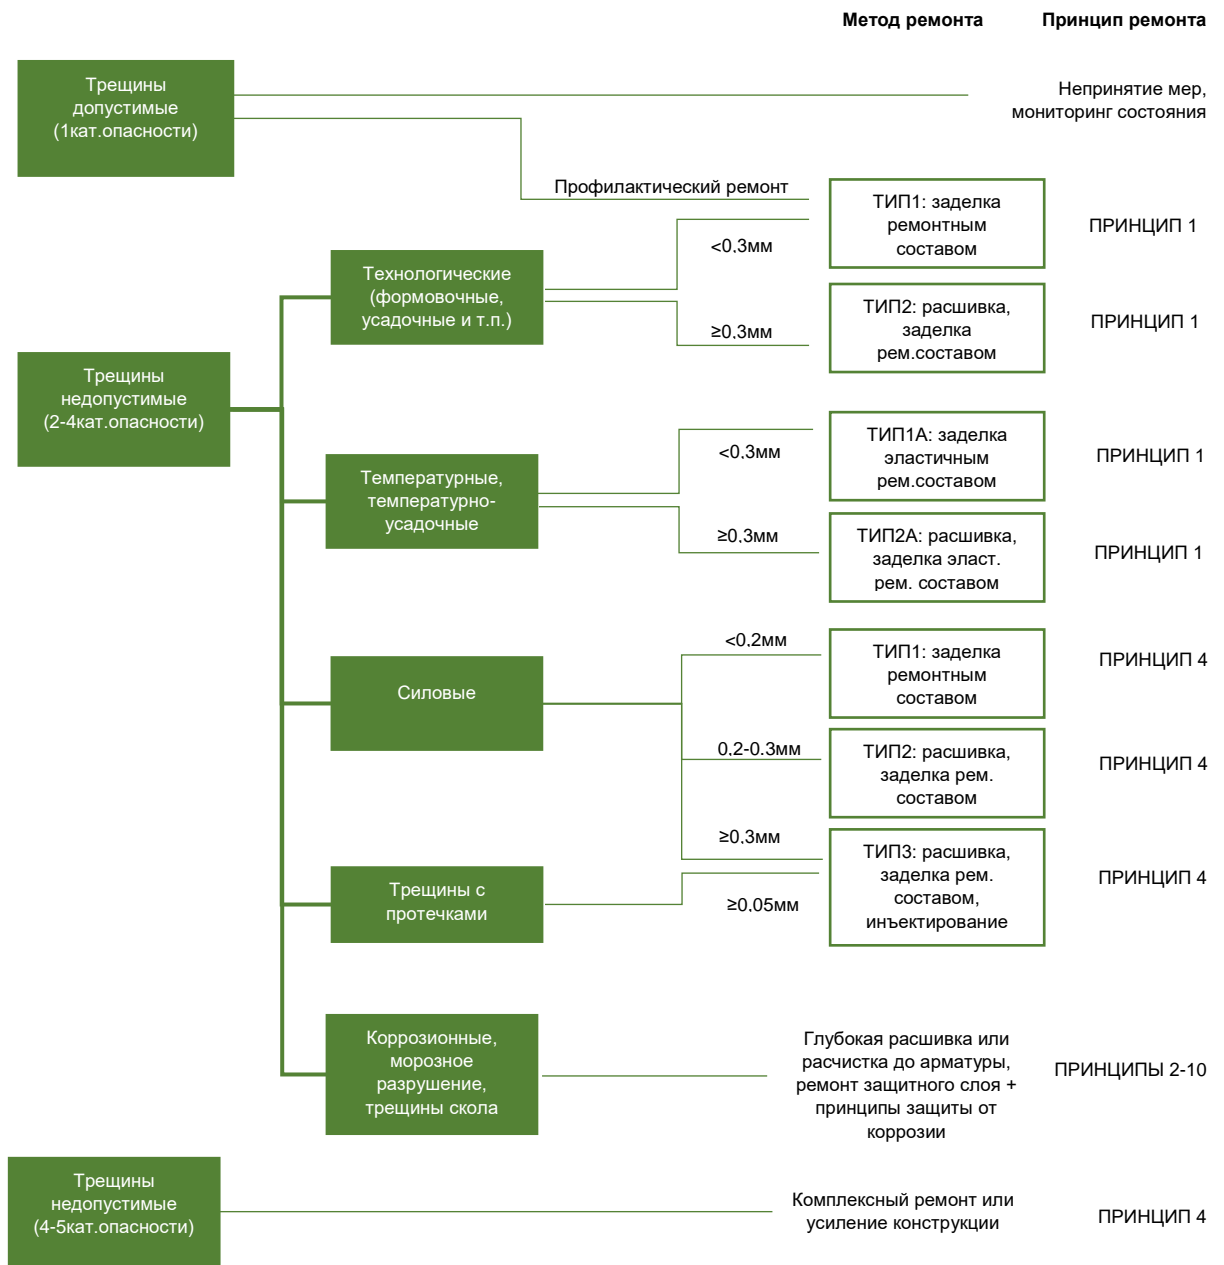 Метод ремонта
Принцип ремонта
Трещины
допустимые
(1кат.опасности)
Непринятие мер,
мониторинг состояния
Профилактический ремонт
ТИП1: заделка
ремонтным
составом
ПРИНЦИП 1
Технологические
(формовочные,
усадочные и т.п.)
<0,3мм
≥0,3мм
ТИП2: расшивка,
заделка
рем.составом
ПРИНЦИП 1
Трещины
недопустимые
(2-4кат.опасности)
Температурные,
температурно-
усадочные
<0,3мм
ТИП1А: заделка
эластичным
рем.составом
ПРИНЦИП 1
≥0,3мм
ТИП2А: расшивка,
заделка эласт.
рем. составом
ПРИНЦИП 1
Силовые
<0,2мм
ТИП1: заделка
ремонтным
составом
ПРИНЦИП 4
0,2-0,3мм
ТИП2: расшивка,
заделка рем.
составом
ПРИНЦИП 4
≥0,3мм
Трещины с
протечками
≥0,05мм
ТИП3: расшивка,
заделка рем.
составом,
инъектирование
ПРИНЦИП 4
Коррозионные,
морозное
разрушение,
трещины скола
Глубокая расшивка или
расчистка до арматуры,
ремонт защитного слоя +
принципы защиты от
коррозии
ПРИНЦИПЫ 2-10
Трещины
недопустимые
(4-5кат.опасности)
Комплексный ремонт или
усиление конструкции
ПРИНЦИП 4